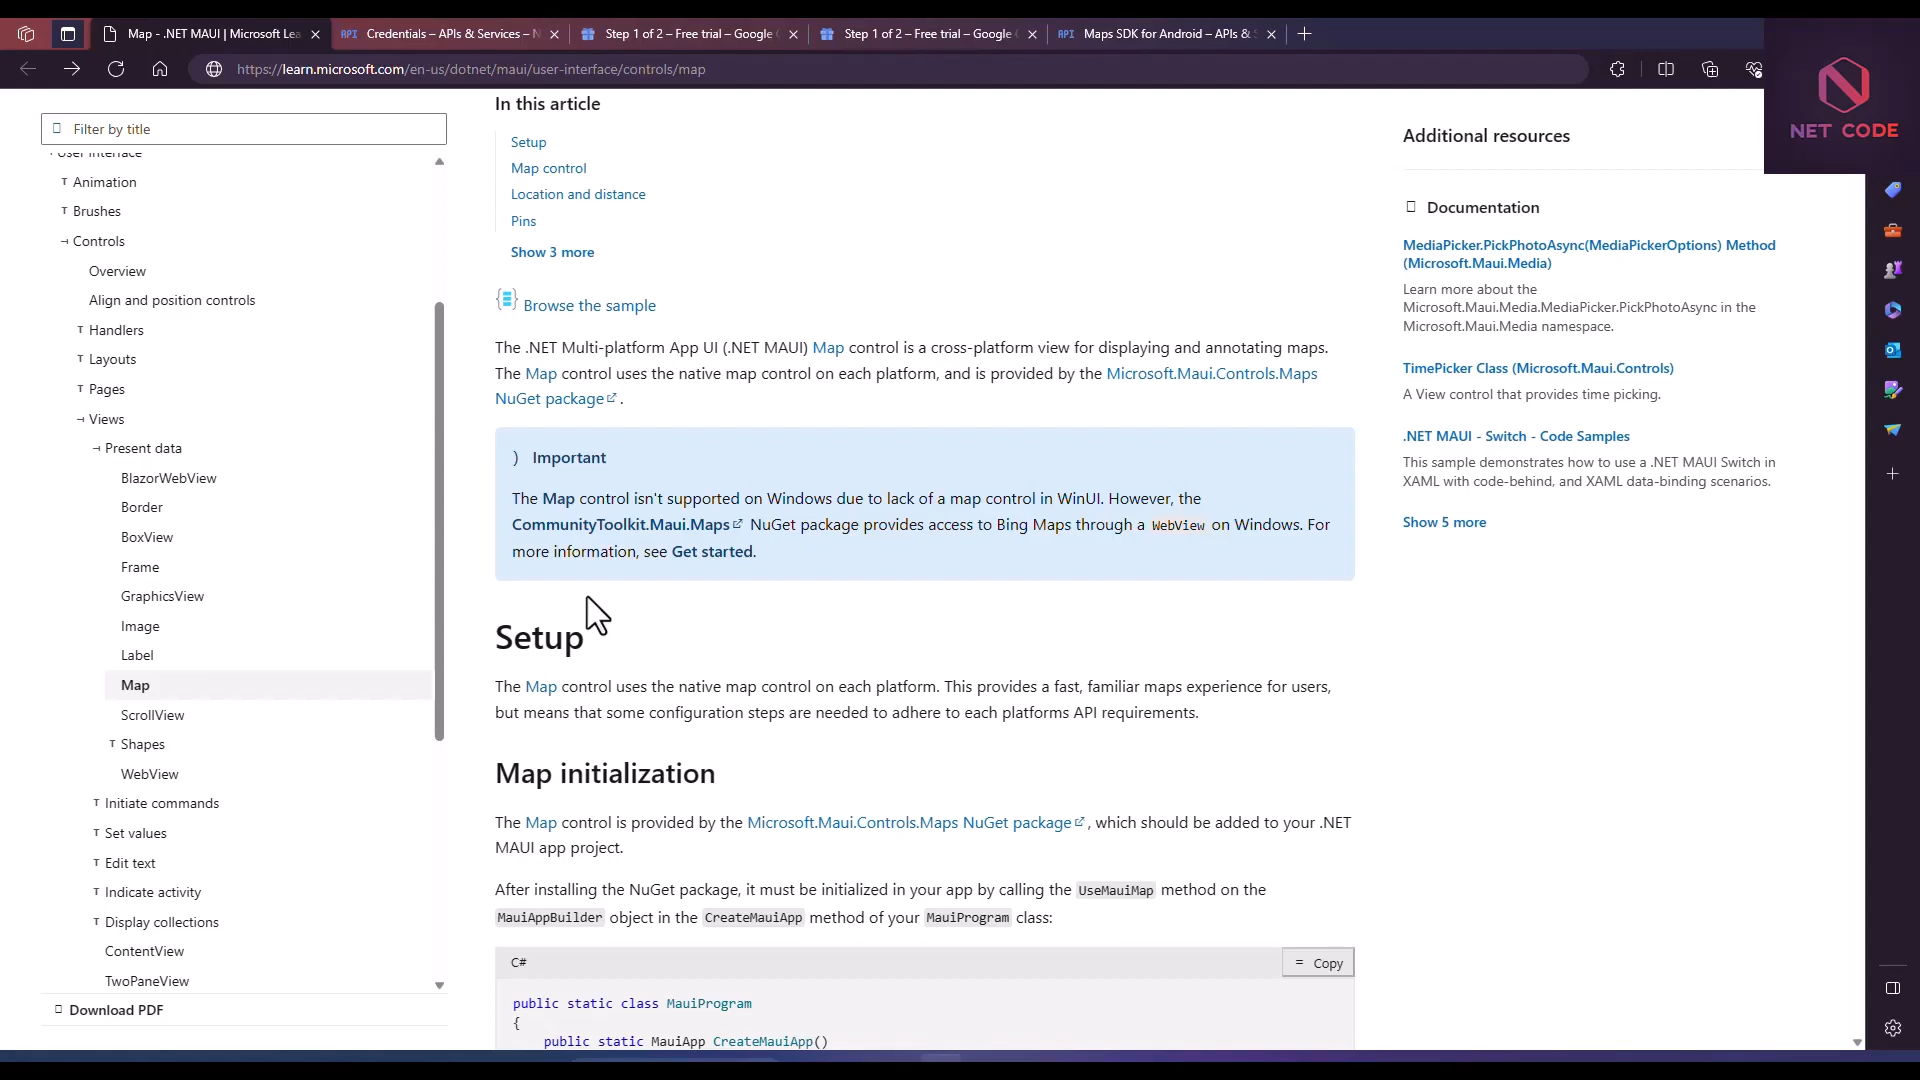 Map - .NET MAUI | Microsoft Lea
API Credentials – APIs & Services – N
Step 1 of 2 – Free trial – Google C
Step 1 of 2 – Free trial – Google C
API Maps SDK for Android – APIs & S
https://learn.microsoft.com/en-us/dotnet/maui/user-interface/controls/map
NET CODE
Filter by title
User interface
Animation
Brushes
Controls
Overview
Align and position controls
Handlers
Layouts
Pages
Views
Present data
BlazorWebView
Border
BoxView
Frame
GraphicsView
Image
Label
Map
ScrollView
Shapes
WebView
Initiate commands
Set values
Edit text
Indicate activity
Display collections
ContentView
TwoPaneView
Download PDF
In this article
Setup
Map control
Location and distance
Pins
Show 3 more
Browse the sample
The .NET Multi-platform App UI (.NET MAUI) Map control is a cross-platform view for displaying and annotating maps.
The Map control uses the native map control on each platform, and is provided by the Microsoft.Maui.Controls.Maps
NuGet package .
) Important
The Map control isn't supported on Windows due to lack of a map control in WinUI. However, the
CommunityToolkit.Maui.Maps NuGet package provides access to Bing Maps through a WebView on Windows. For
more information, see Get started.
Setup
The Map control uses the native map control on each platform. This provides a fast, familiar maps experience for users,
but means that some configuration steps are needed to adhere to each platforms API requirements.
Map initialization
The Map control is provided by the Microsoft.Maui.Controls.Maps NuGet package , which should be added to your .NET
MAUI app project.
After installing the NuGet package, it must be initialized in your app by calling the UseMauiMap method on the
MauiAppBuilder object in the CreateMauiApp method of your MauiProgram class:
C#
= Copy
public static class MauiProgram
{
public static MauiApp CreateMauiApp()
Additional resources
Documentation
MediaPicker.PickPhotoAsync(MediaPickerOptions) Method
(Microsoft.Maui.Media)
Learn more about the
Microsoft.Maui.Media.MediaPicker.PickPhotoAsync in the
Microsoft.Maui.Media namespace.
TimePicker Class (Microsoft.Maui.Controls)
A View control that provides time picking.
.NET MAUI - Switch - Code Samples
This sample demonstrates how to use a .NET MAUI Switch in
XAML with code-behind, and XAML data-binding scenarios.
Show 5 more